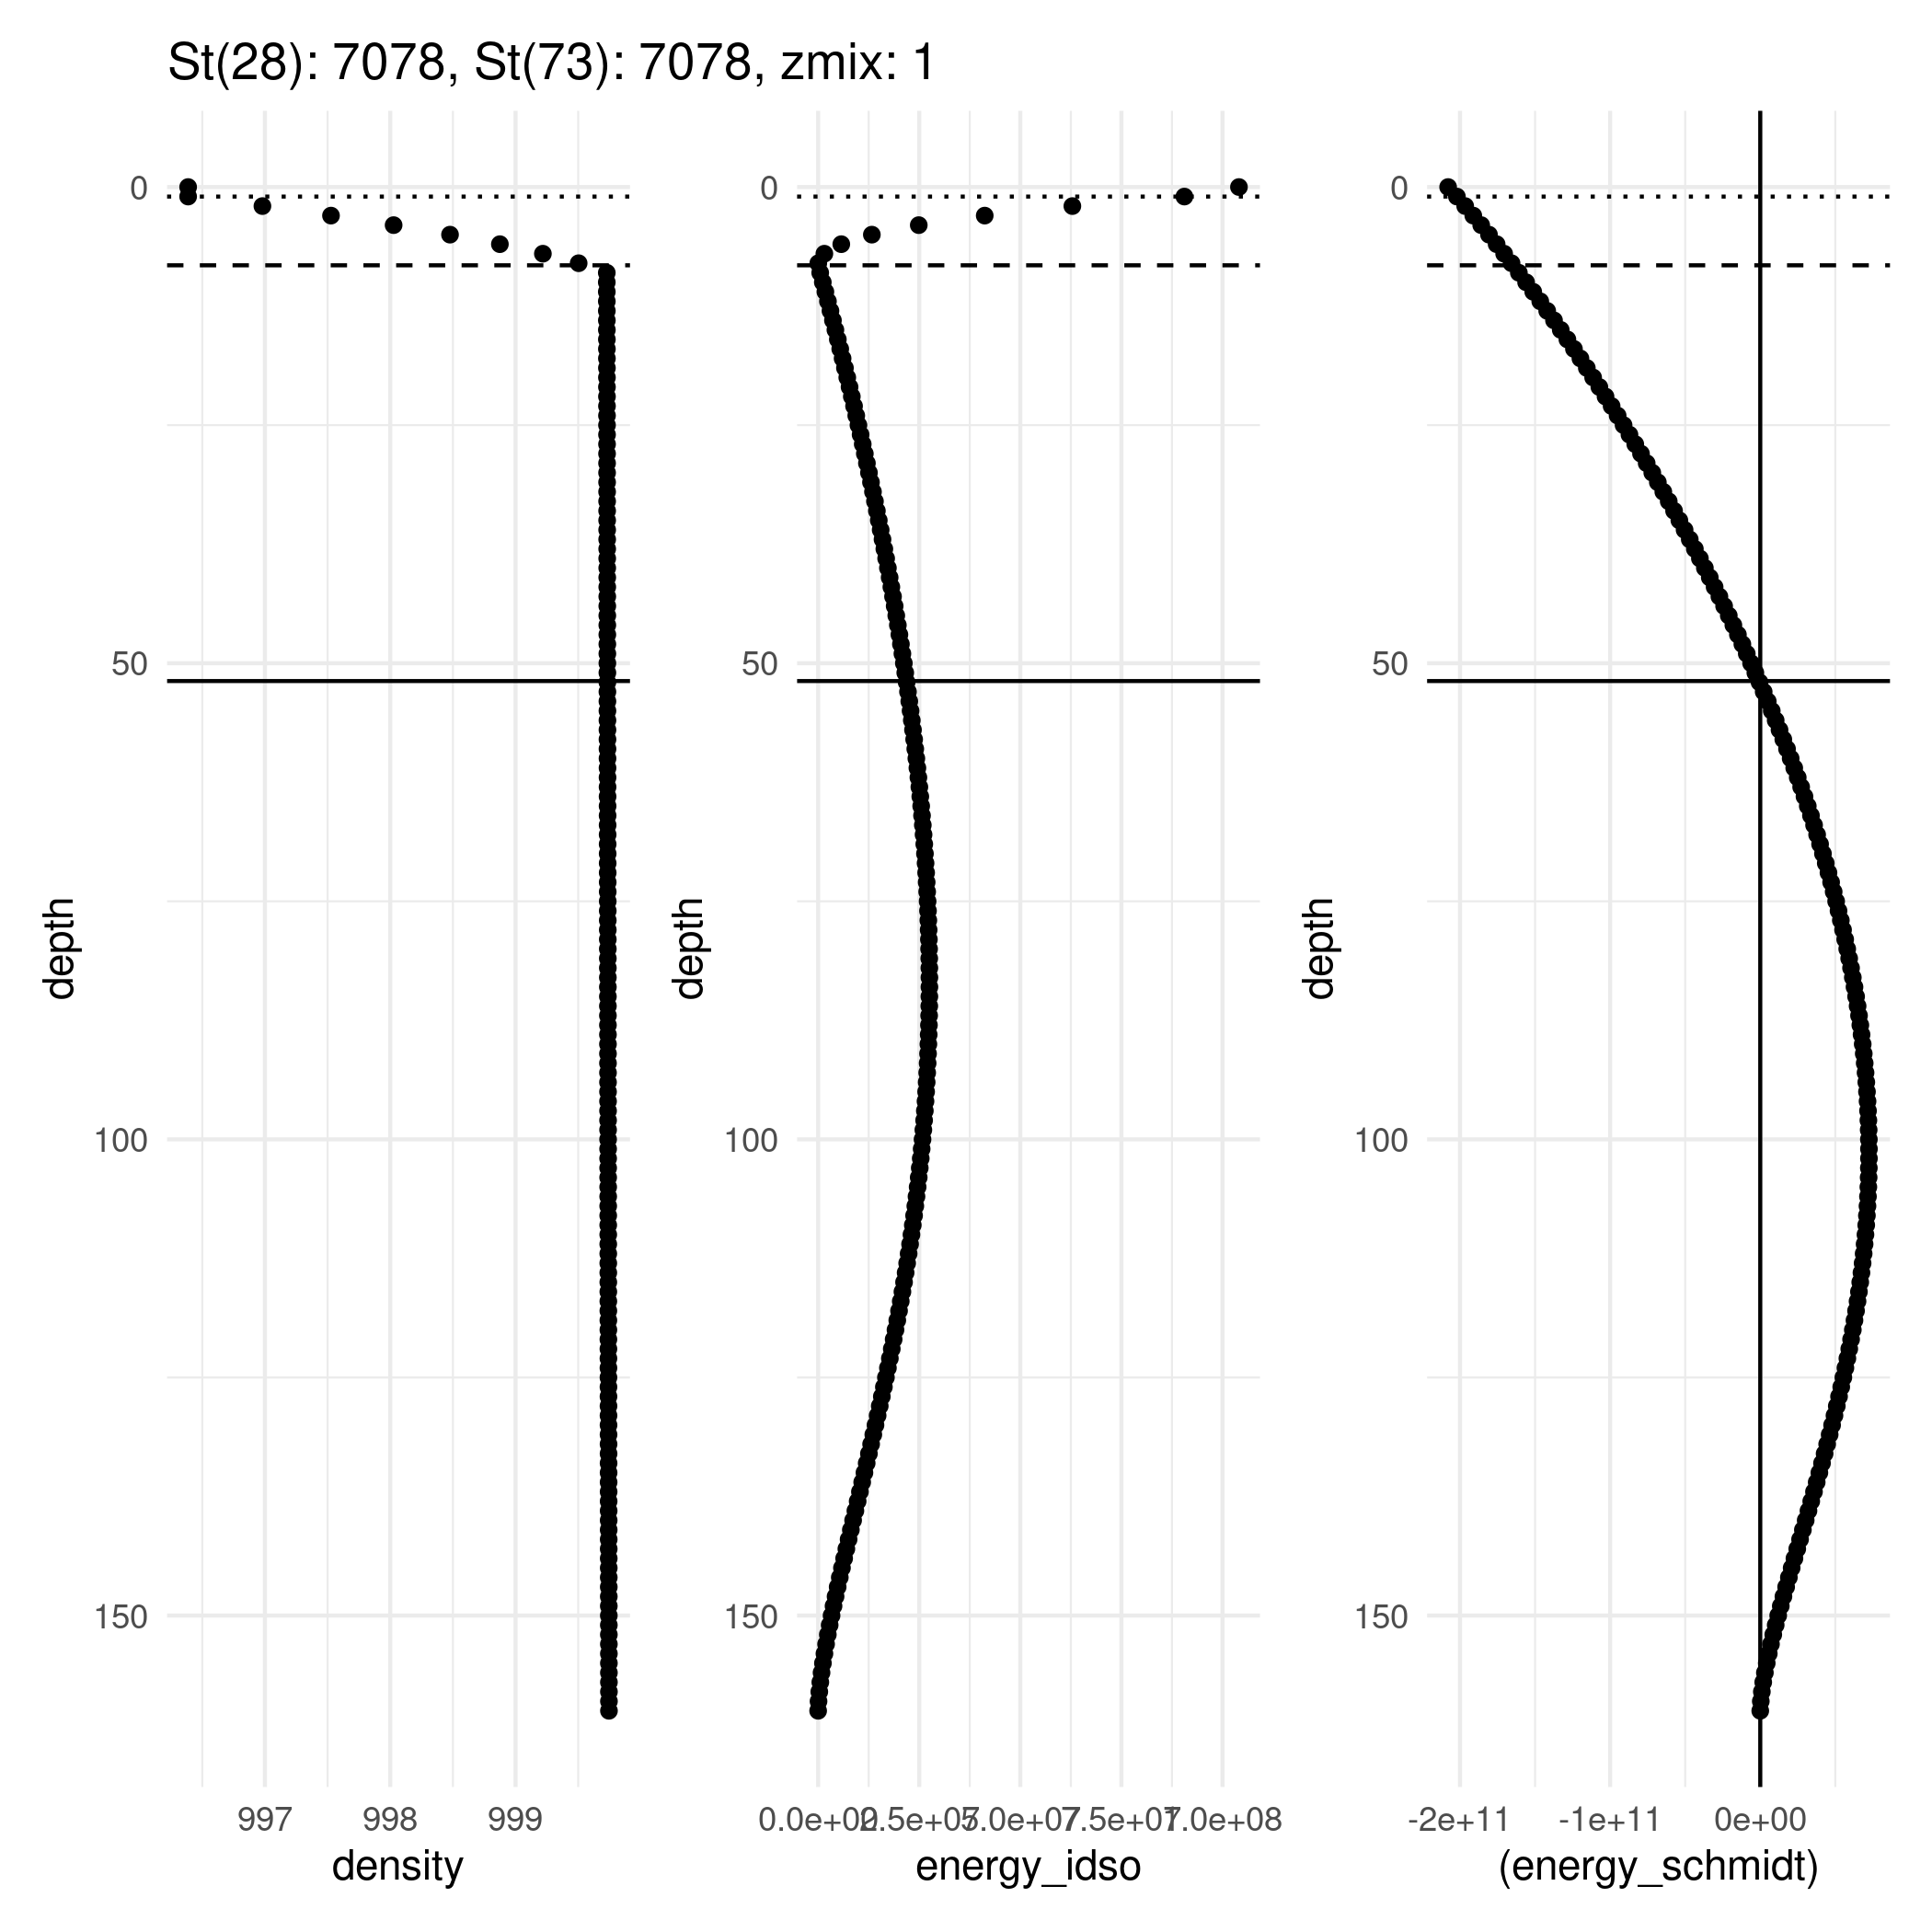 St(28): 7078, St(73): 7078, zmix: 1
0
50
100
150
depth
997 998 999
density
0
50
100
150
depth
0.0e+00 2.5e+07 5.0e+07 7.5e+07 1.0e+08
energy_idso
0
50
100
150
depth
-2e+11 -1e+11 0e+00
(energy_schmidt)